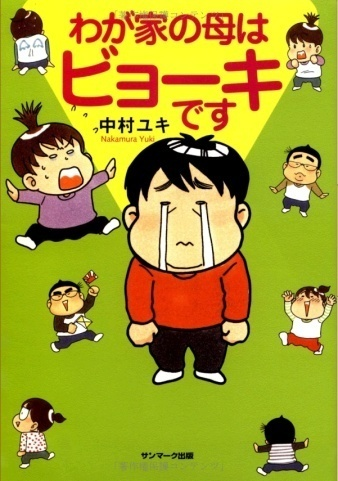 わが家の母は
ビョーキ
です
中村ユキ
Nakamura Yuki
サンマーク出版